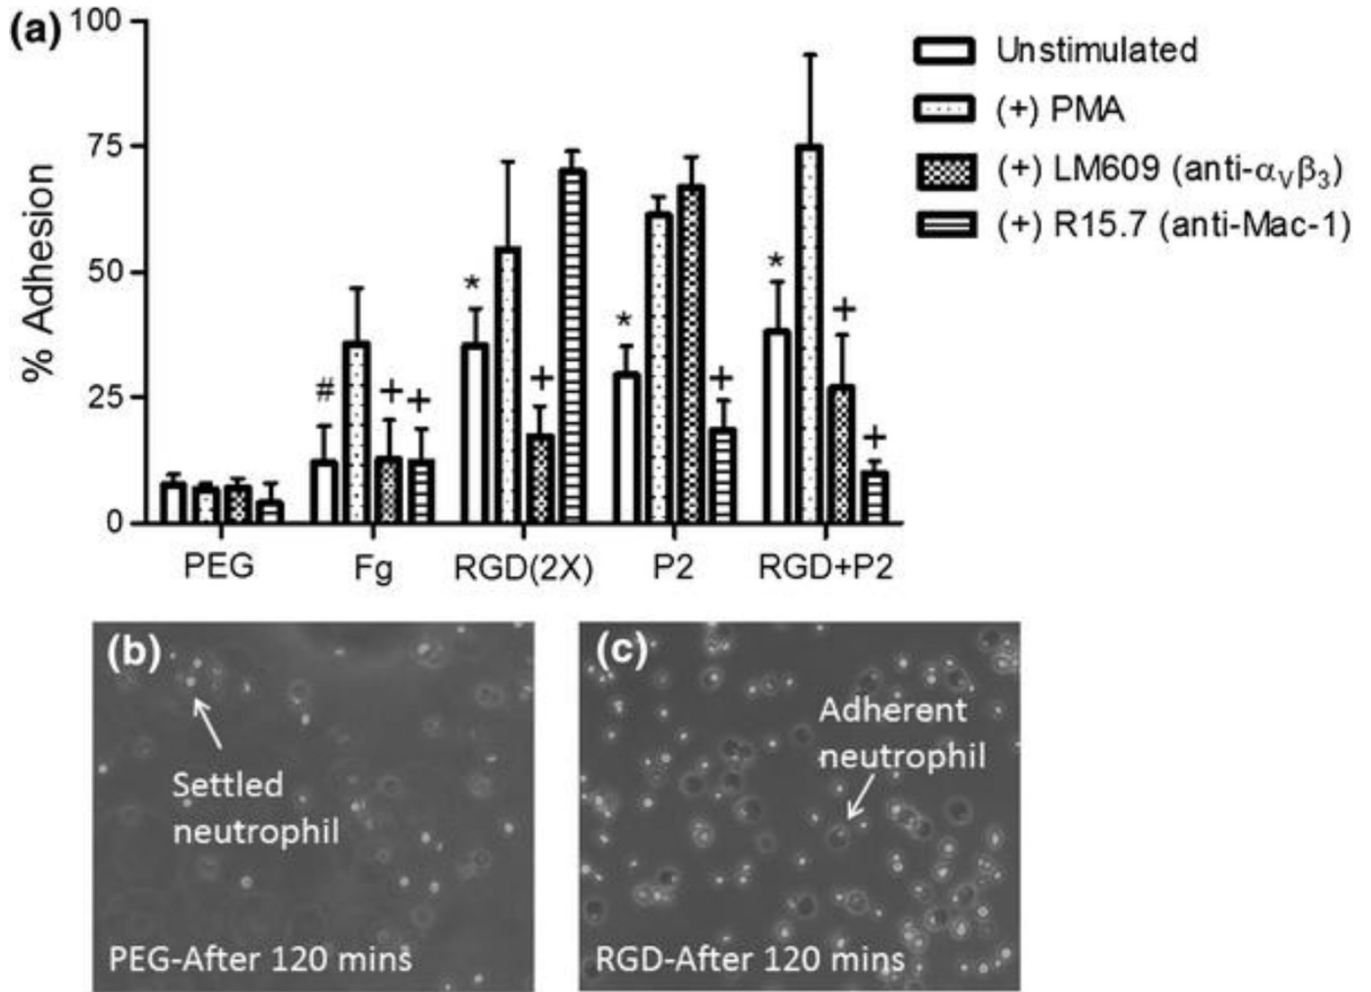 (a)
100
75
50
25
0
% Adhesion
Unstimulated
(+) PMA
(+) LM609 (anti-αVβ3)
(+) R15.7 (anti-Mac-1)
#
+
+
*
+
*
+
*
+
+
PEG
Fg
RGD(2X)
P2
RGD+P2
(b)
Settled
neutrophil
PEG-After 120 mins
(c)
Adherent
neutrophil
RGD-After 120 mins